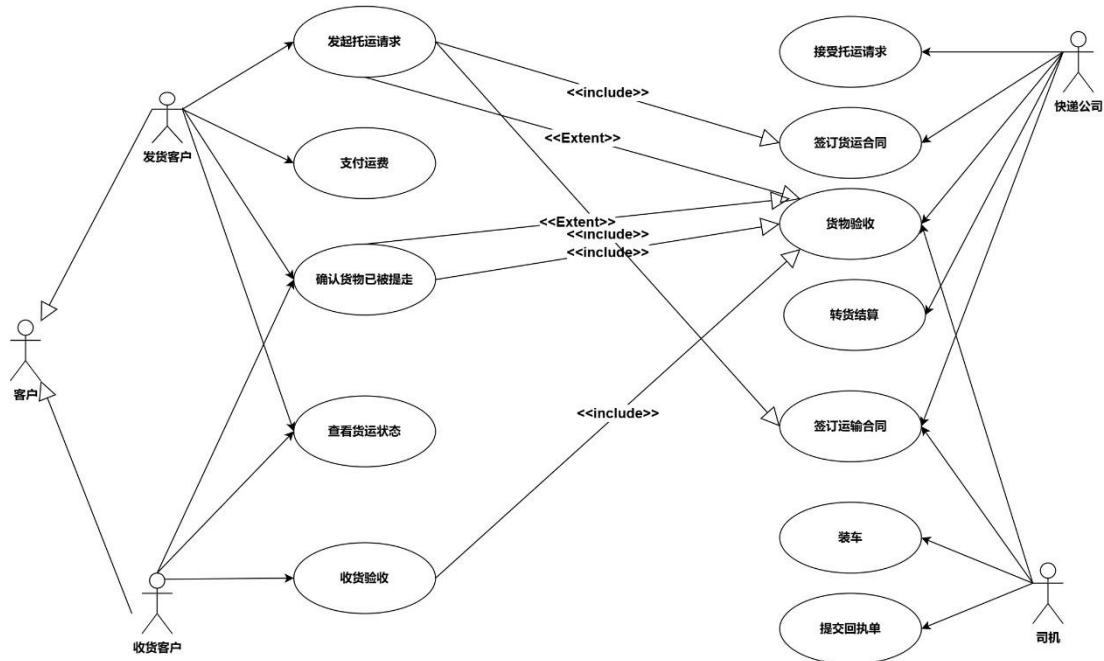 发起托运请求
接受托运请求
快递公司
<<include>>
签订货运合同
<<Extent>>
发货客户
支付运费
货物验收
<<Extent>>
<<include>>
<<include>>
确认货物已被提走
转货结算
客户
<<include>>
查看货运状态
签订运输合同
装车
收货验收
提交回执单
收货客户
司机